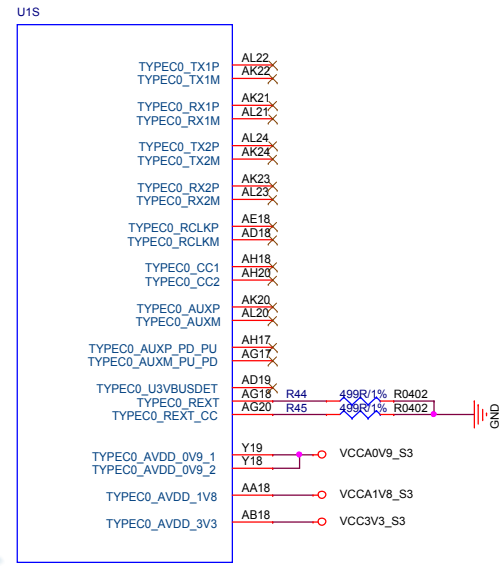 U1S
TYPEC0_TX1P AL22
TYPEC0_TX1M AK22
TYPEC0_RX1P AK21
TYPEC0_RX1M AL21
TYPEC0_TX2P AL24
TYPEC0_TX2M AK24
TYPEC0_RX2P AK23
TYPEC0_RX2M AL23
TYPEC0_RCLKP AE18
TYPEC0_RCLKM AD18
TYPEC0_CC1 AH18
TYPEC0_CC2 AH20
TYPEC0_AUXP AK20
TYPEC0_AUXM AL20
TYPEC0_AUXP_PD_PU AH17
TYPEC0_AUXM_PU_PD AG17
TYPEC0_U3VBUSDET AD19
TYPEC0_REXT AG18 R44 499R/1% R0402
TYPEC0_REXT_CC AG20 R45 499R/1% R0402
GND
TYPEC0_AVDD_0V9_1 Y19 VCCA0V9_S3
TYPEC0_AVDD_0V9_2 Y18
TYPEC0_AVDD_1V8 AA18 VCCA1V8_S3
TYPEC0_AVDD_3V3 AB18 VCC3V3_S3